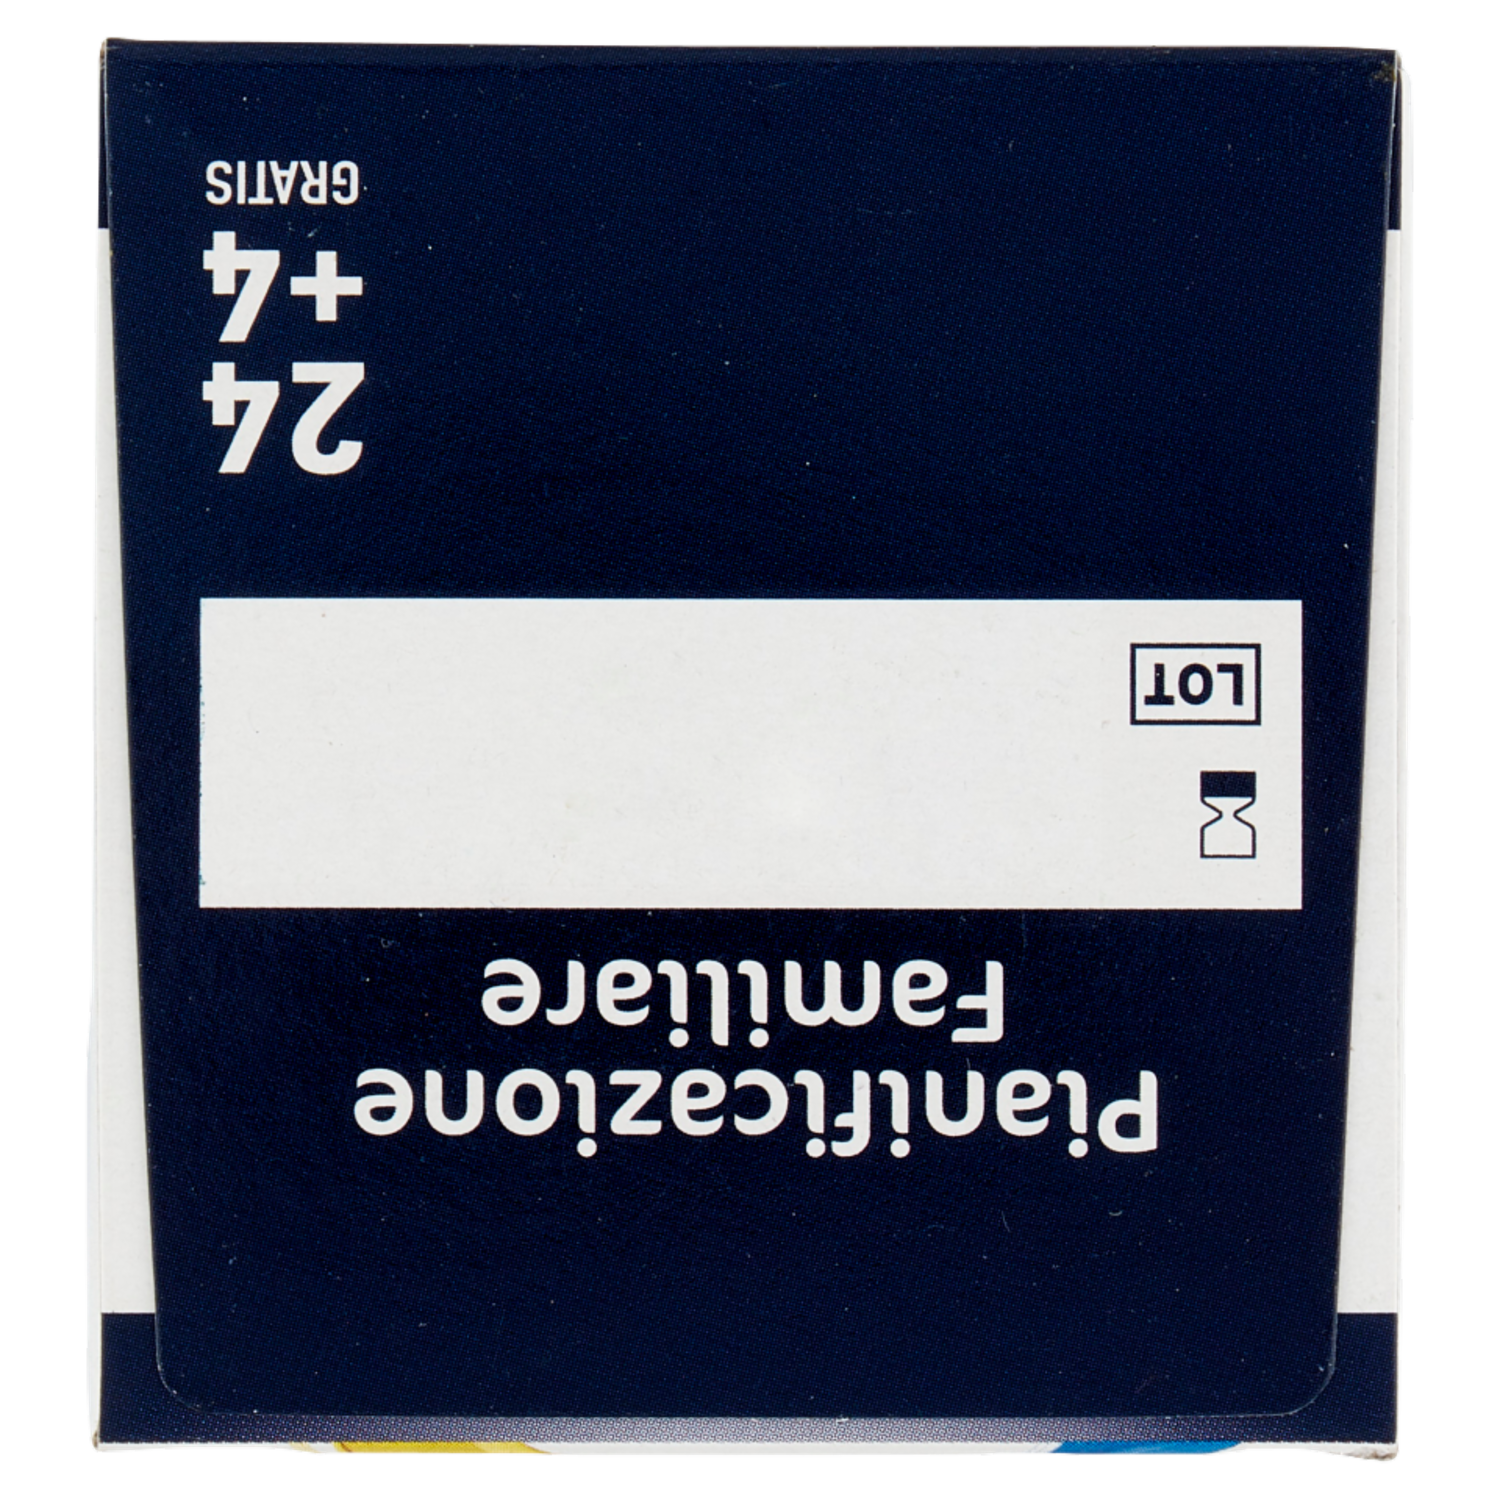 Pianificazione
Familiare
LOT
24
+4
GRATIS